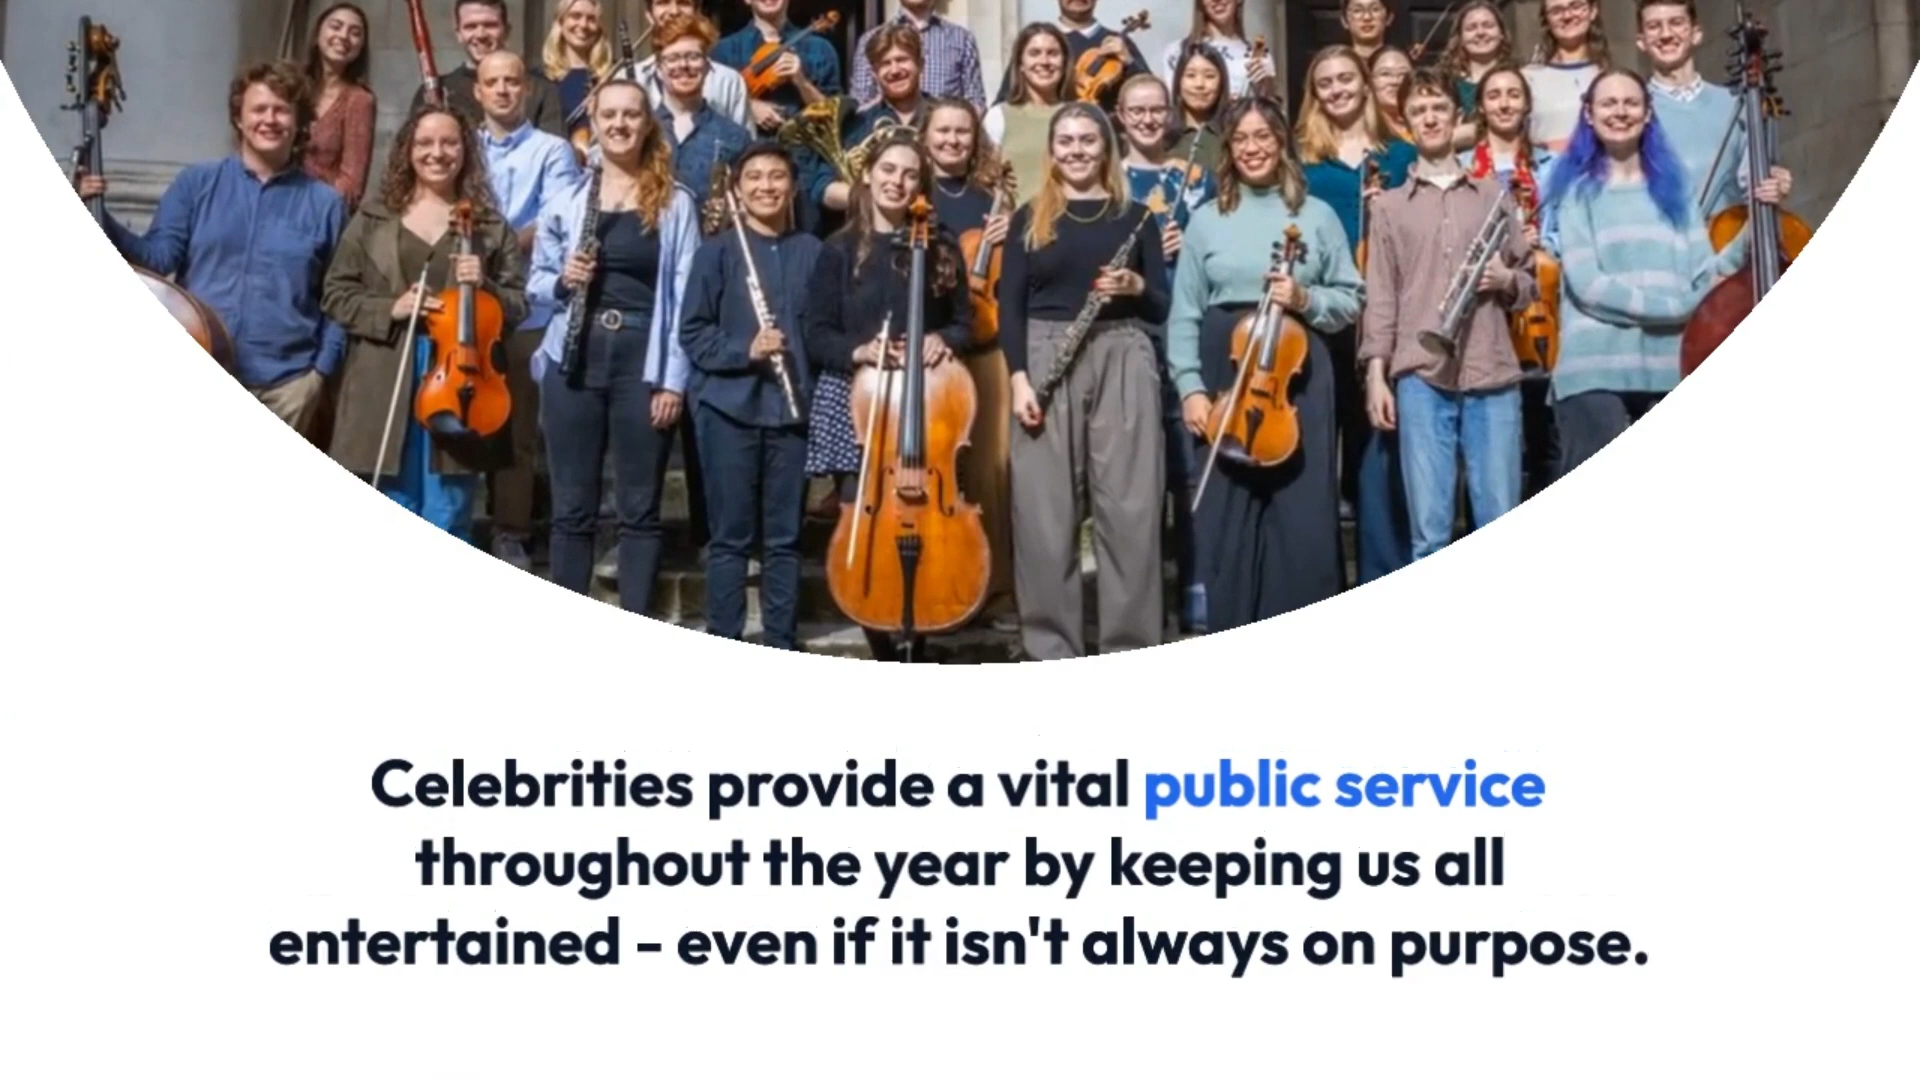 Celebrities provide a vital public service
throughout the year by keeping us all
entertained - even if it isn't always on purpose.